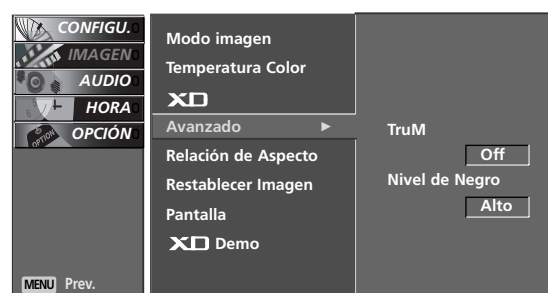 CONFIGU.
IMAGEN
AUDIO
HORA
OPCIÓN
OPTION
MENU Prev.
Modo imagen
Temperatura Color
XD
Avanzado ►
Relación de Aspecto
Restablecer Imagen
Pantalla
XD Demo
TruM
Off
Nivel de Negro
Alto